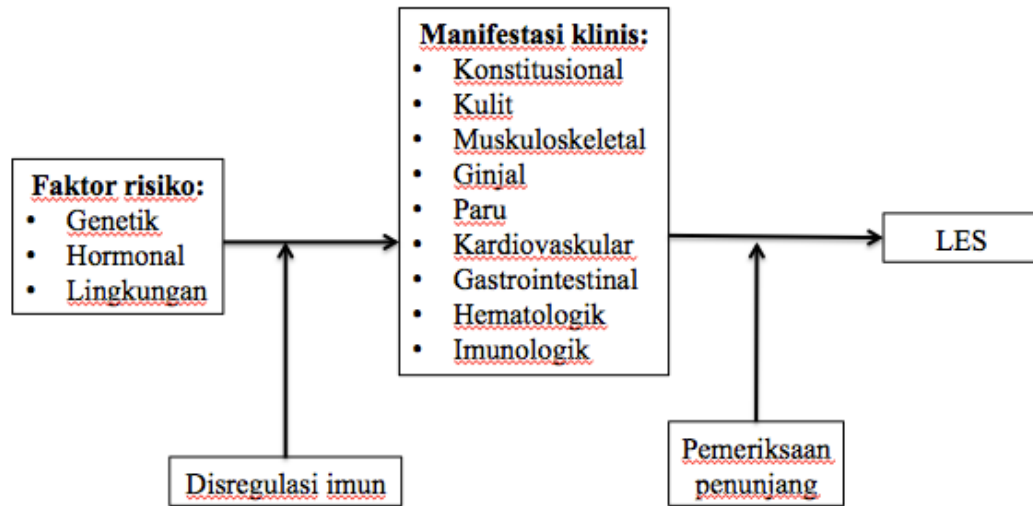 Faktor risiko:
• Genetik
• Hormonal
• Lingkungan
Disregulasi imun
Manifestasi klinis:
• Konstitusional
• Kulit
• Muskuloskeletal
• Ginjal
• Paru
• Kardiovaskular
• Gastrointestinal
• Hematologik
• Imunologik
Pemeriksaan
penunjang
LES